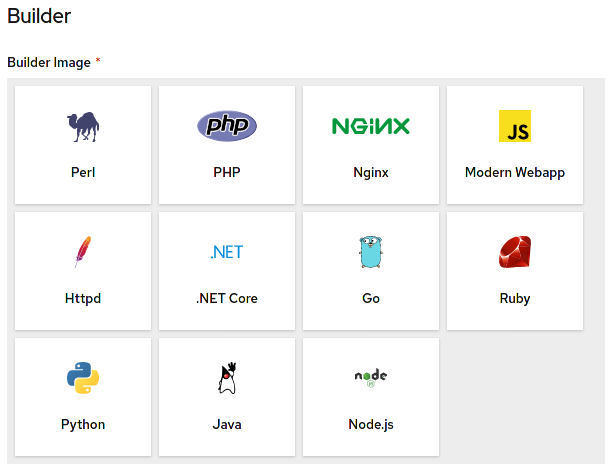 Builder
Builder Image *
php
NGiNX
JS
Perl
PHP
Nginx
Modern Webapp
.NET
Httpd
.NET Core
Go
Ruby
node
JS
Python
Java
Node.js